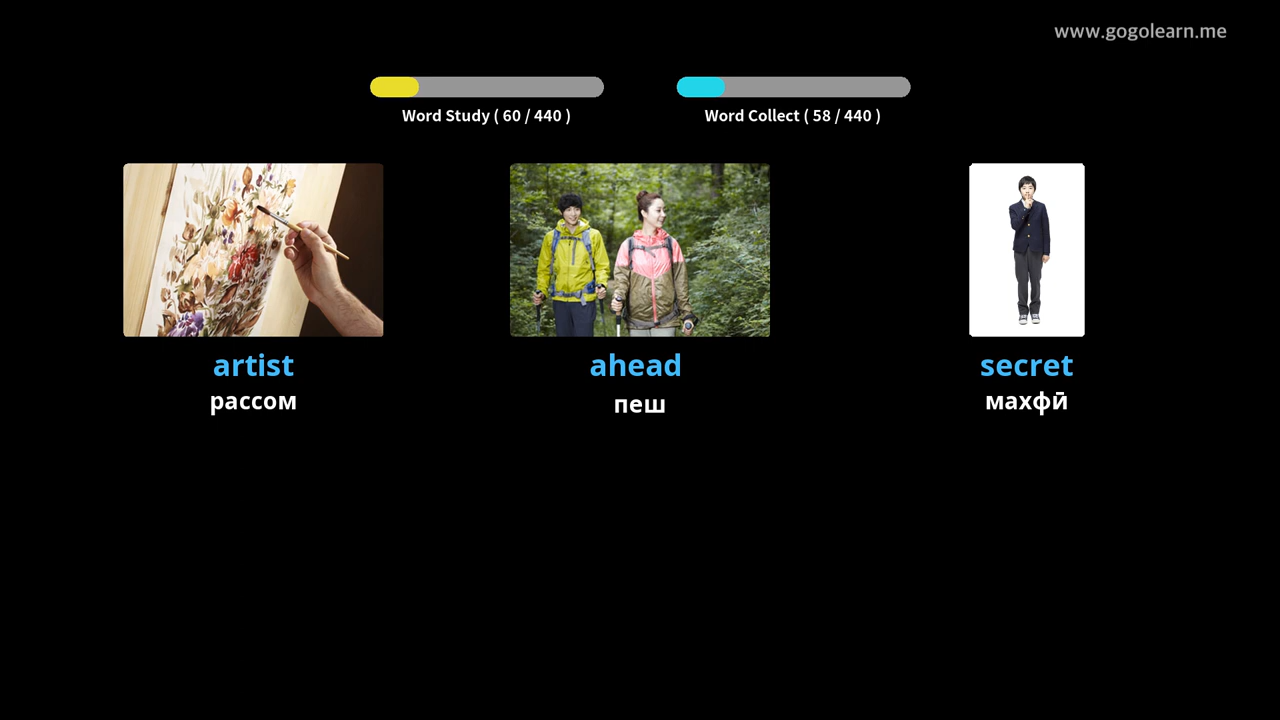 www.gogolearn.me
Word Study ( 60 / 440 )
Word Collect ( 58 / 440 )
artist
рассом
ahead
пеш
secret
махфӣ